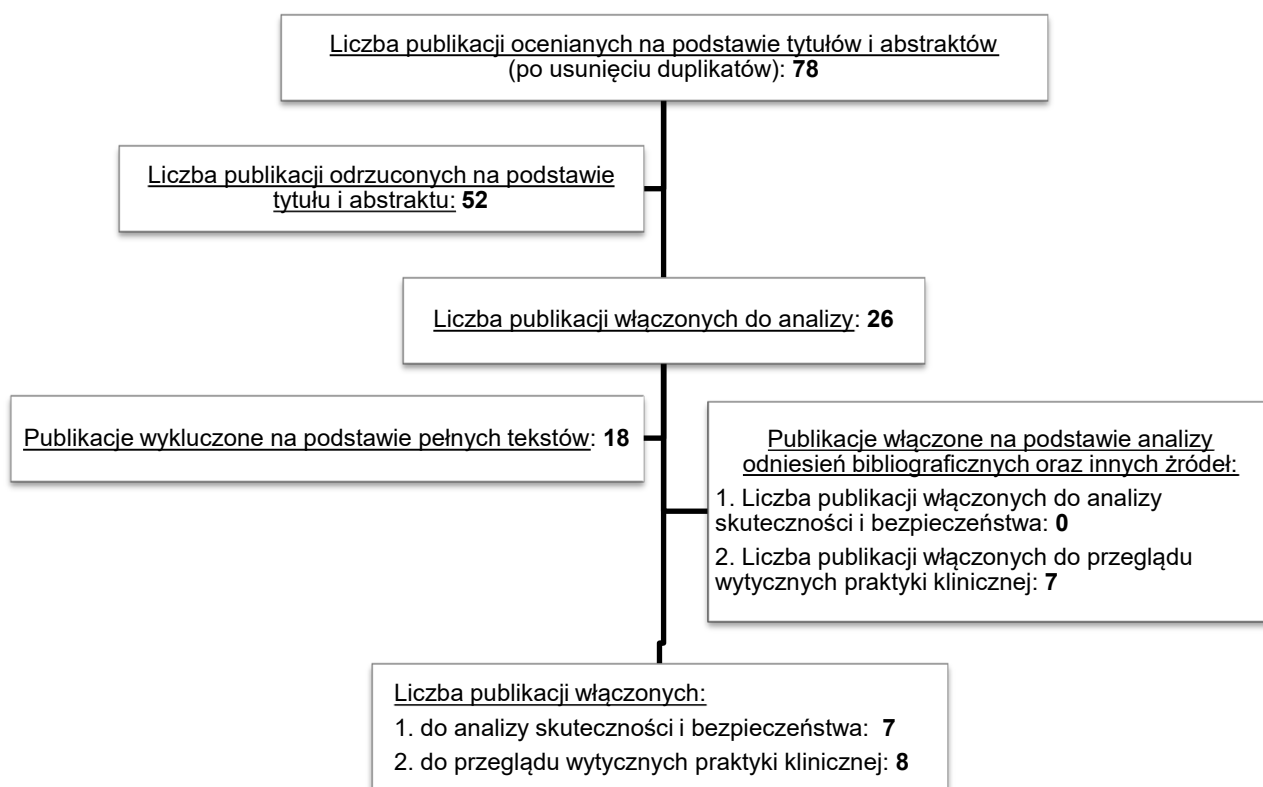 Liczba publikacji ocenianych na podstawie tytułów i abstraktów
(po usunięciu duplikatów): 78
Liczba publikacji odrzuconych na podstawie
tytułu i abstraktu: 52
Liczba publikacji włączonych do analizy: 26
Publikacje wykluczone na podstawie pełnych tekstów: 18
Publikacje włączone na podstawie analizy
odniesień bibliograficznych oraz innych źródeł:
1. Liczba publikacji włączonych do analizy
skuteczności i bezpieczeństwa: 0
2. Liczba publikacji włączonych do przeglądu
wytycznych praktyki klinicznej: 7
Liczba publikacji włączonych:
1. do analizy skuteczności i bezpieczeństwa: 7
2. do przeglądu wytycznych praktyki klinicznej: 8